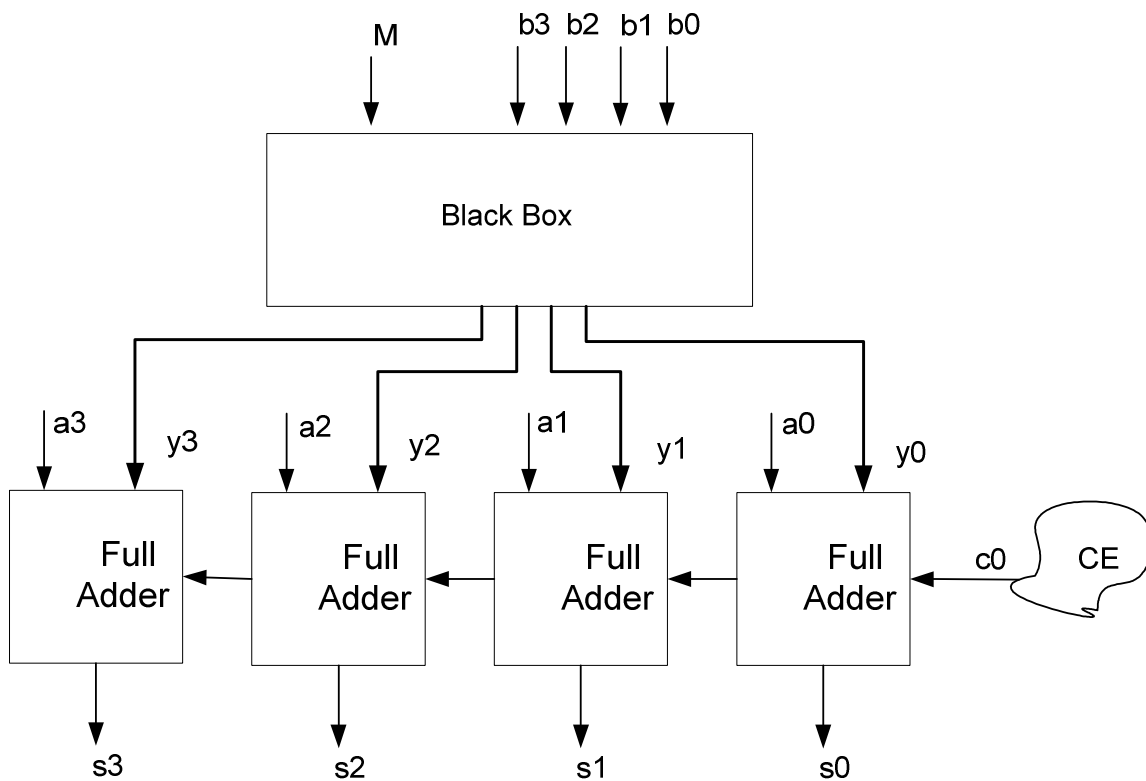 M b3 b2 b1 b0
Black Box
a3 y3 a2 y2 a1 y1 a0 y0
Full Full Full Full
Adder Adder Adder Adder
c0 CE
s3 s2 s1 s0